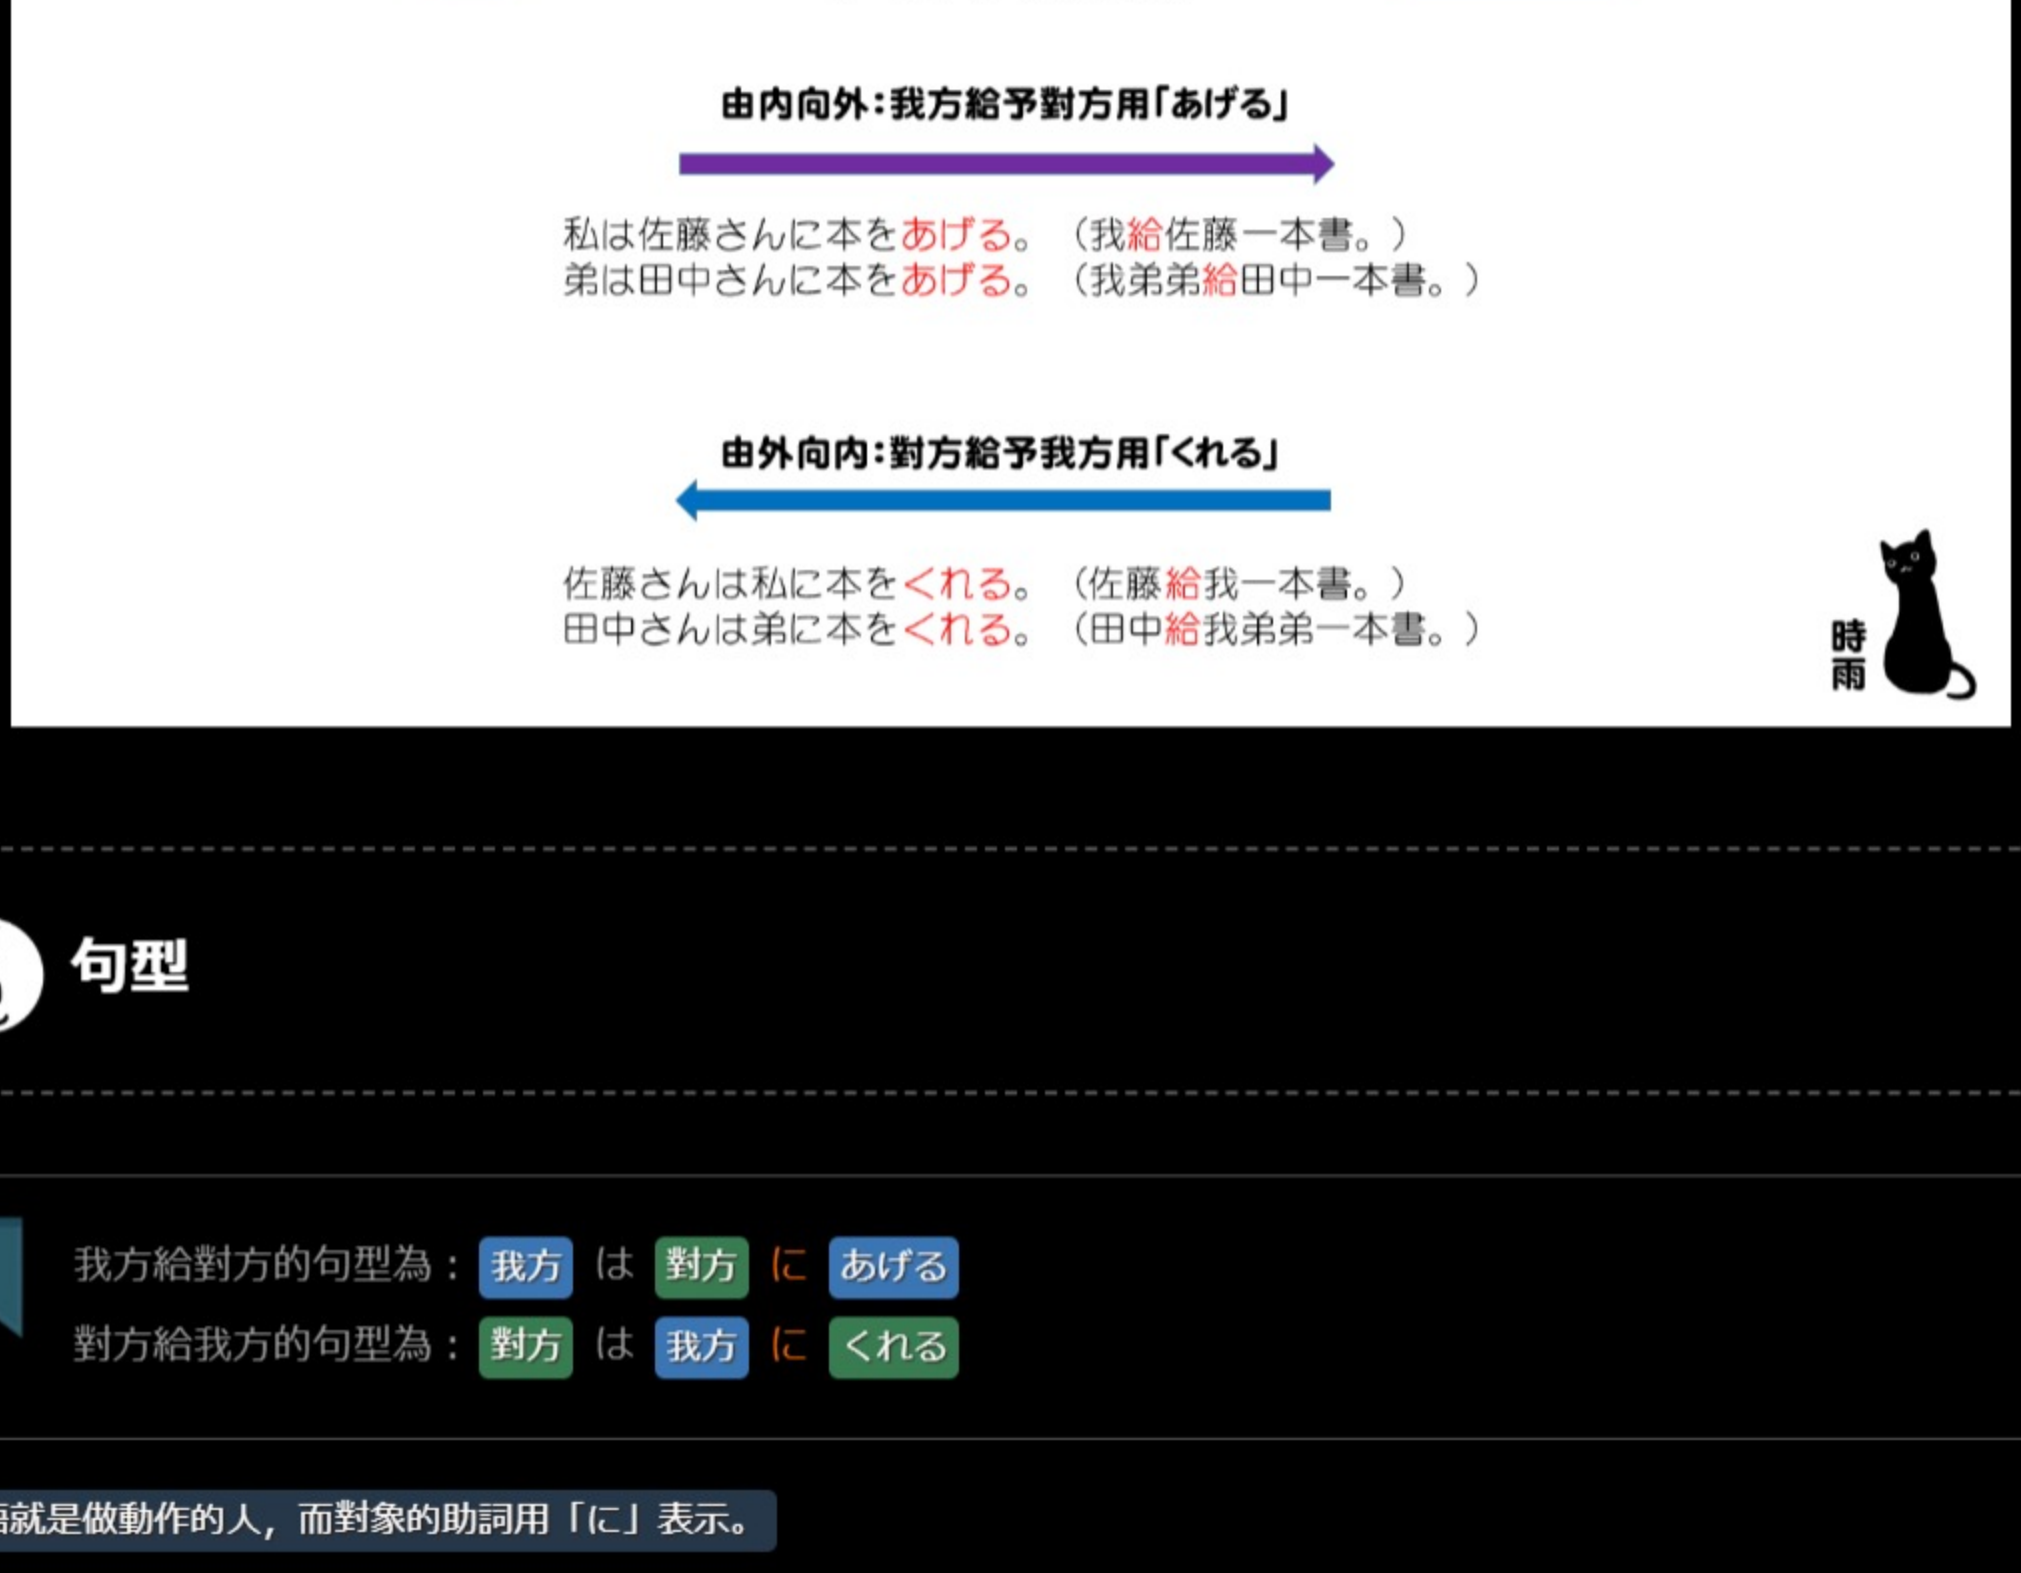 由内向外：我方給予對方用「あげる」
私は佐藤さんに本をあげる。（我給佐藤一本書。）
弟は田中さんに本をあげる。（我弟弟給田中一本書。）
由外向内：對方給予我方用「くれる」
佐藤さんは私に本をくれる。（佐藤給我一本書。）
田中さんは弟に本をくれる。（田中給我弟弟一本書。）
時雨
句型
我方給對方的句型為：我方 は 對方 に あげる
對方給我方的句型為：對方 は 我方 に くれる
就是做動作的人，而對象的助詞用「に」表示。